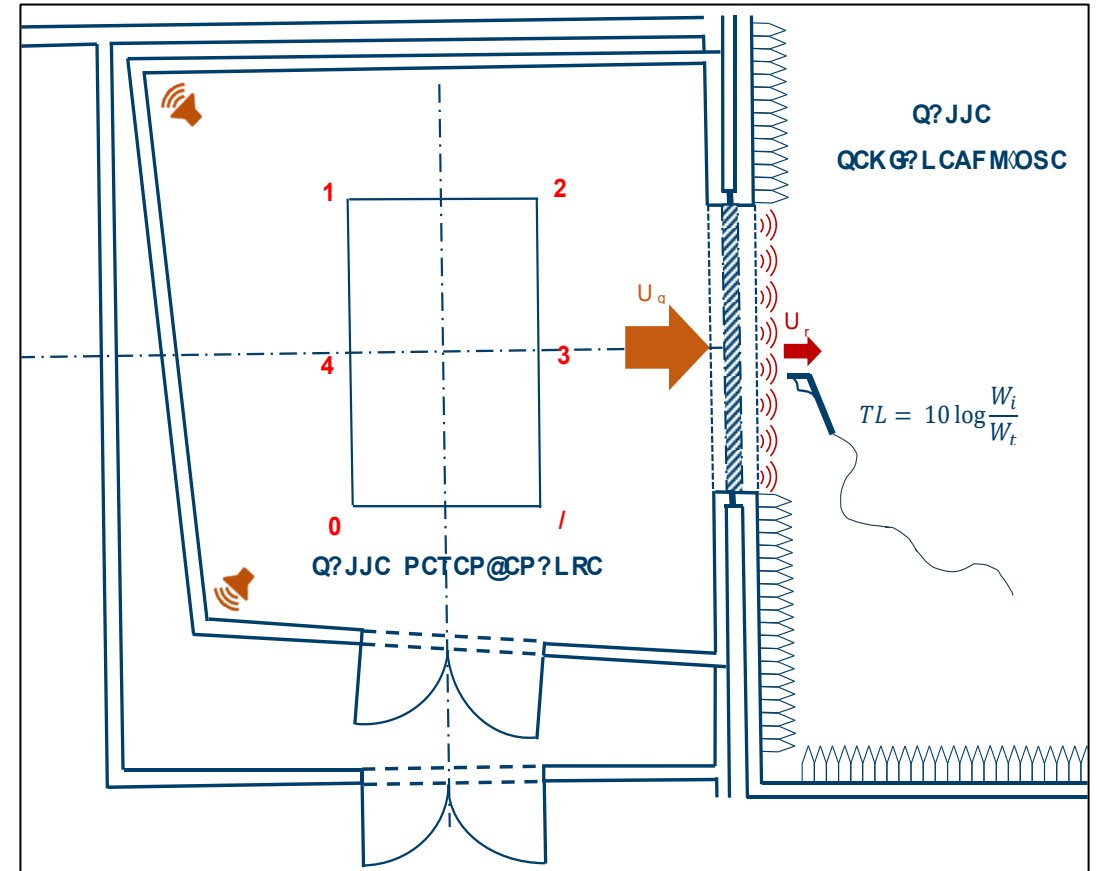 Q?JJC
QCKG?LCAFM◊OSC
1
2
U q
U r
4
3
TL = 10 log W_i / W_t
0
/
Q?JJC PCTCP@CP?LRC